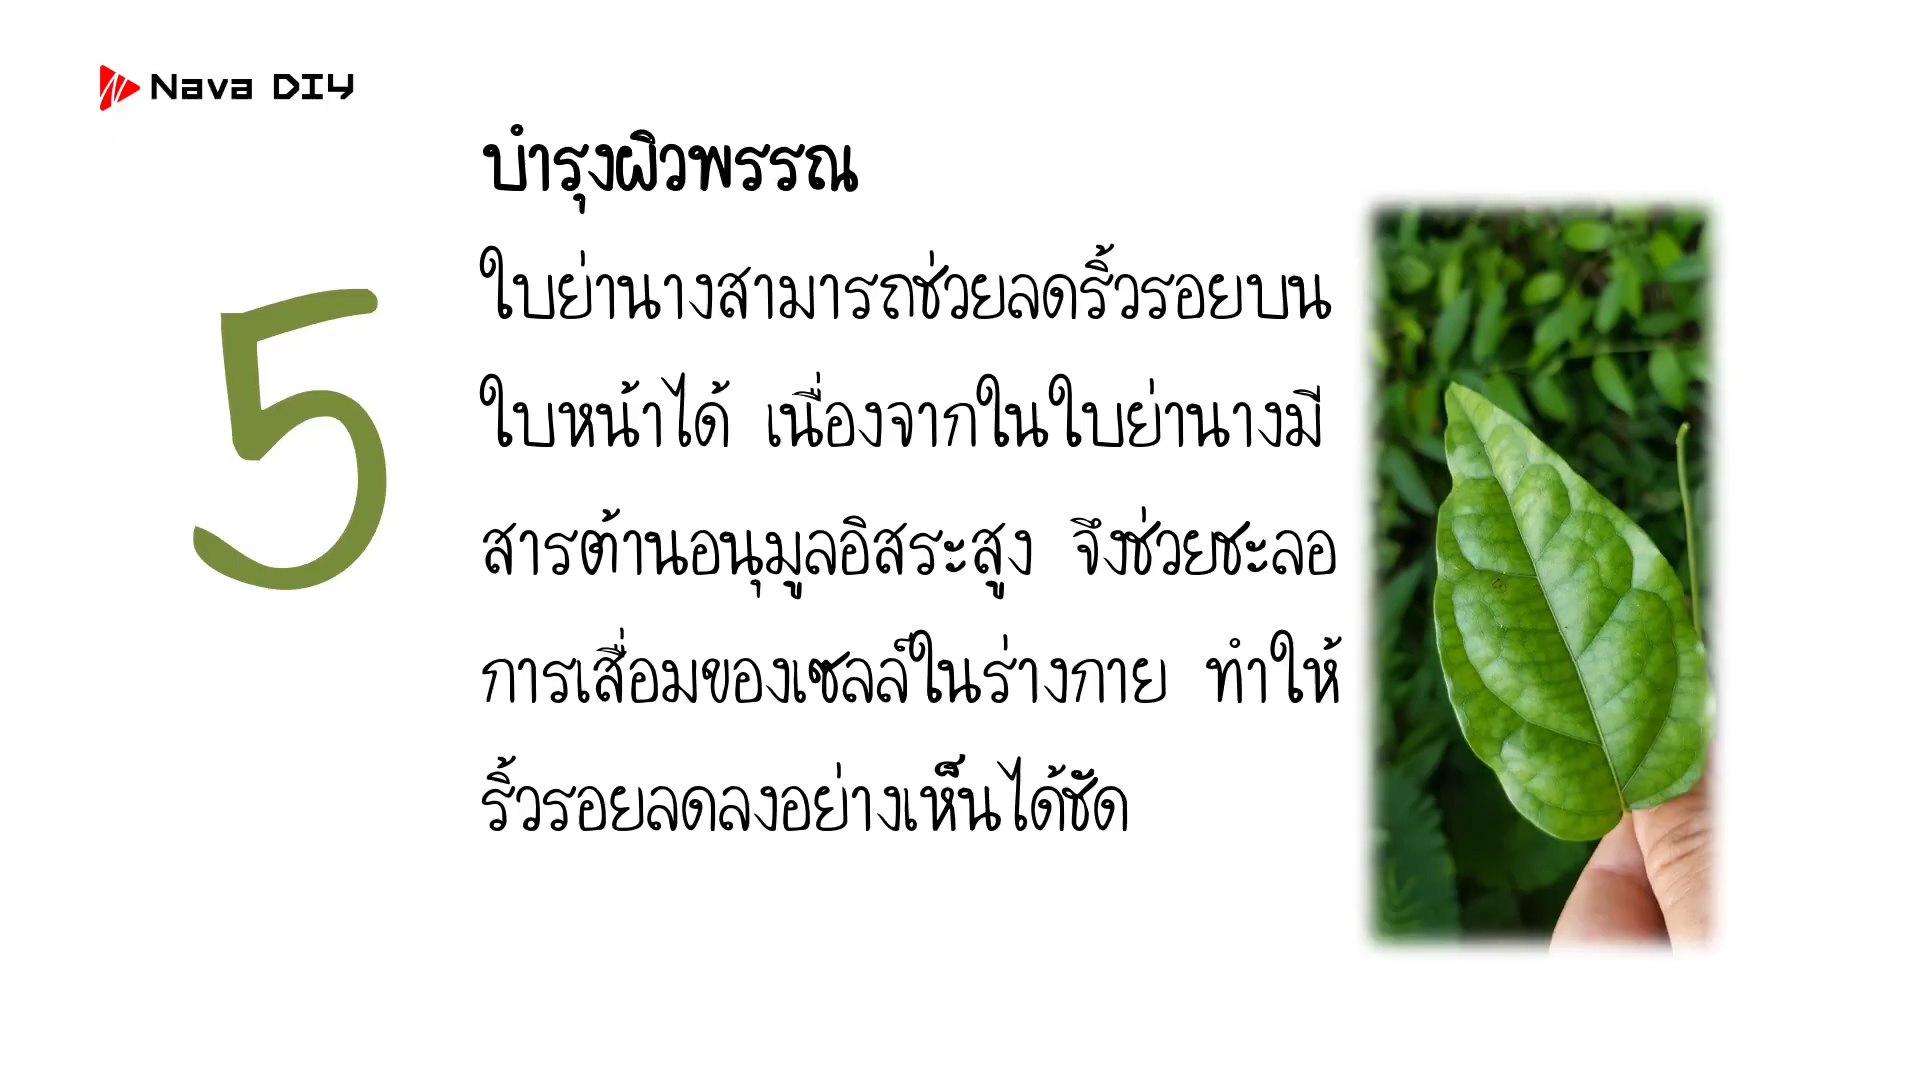 Nava DIY
บำรุงผิวพรรณ
5
ใบย่านางสามารถช่วยลดริ้วรอยบน
ใบหน้าได้ เนื่องจากในใบย่านางมี
สารต้านอนุมูลอิสระสูง จึงช่วยชะลอ
การเสื่อมของเซลล์ในร่างกาย ทำให้
ริ้วรอยลดลงอย่างเห็นได้ชัด